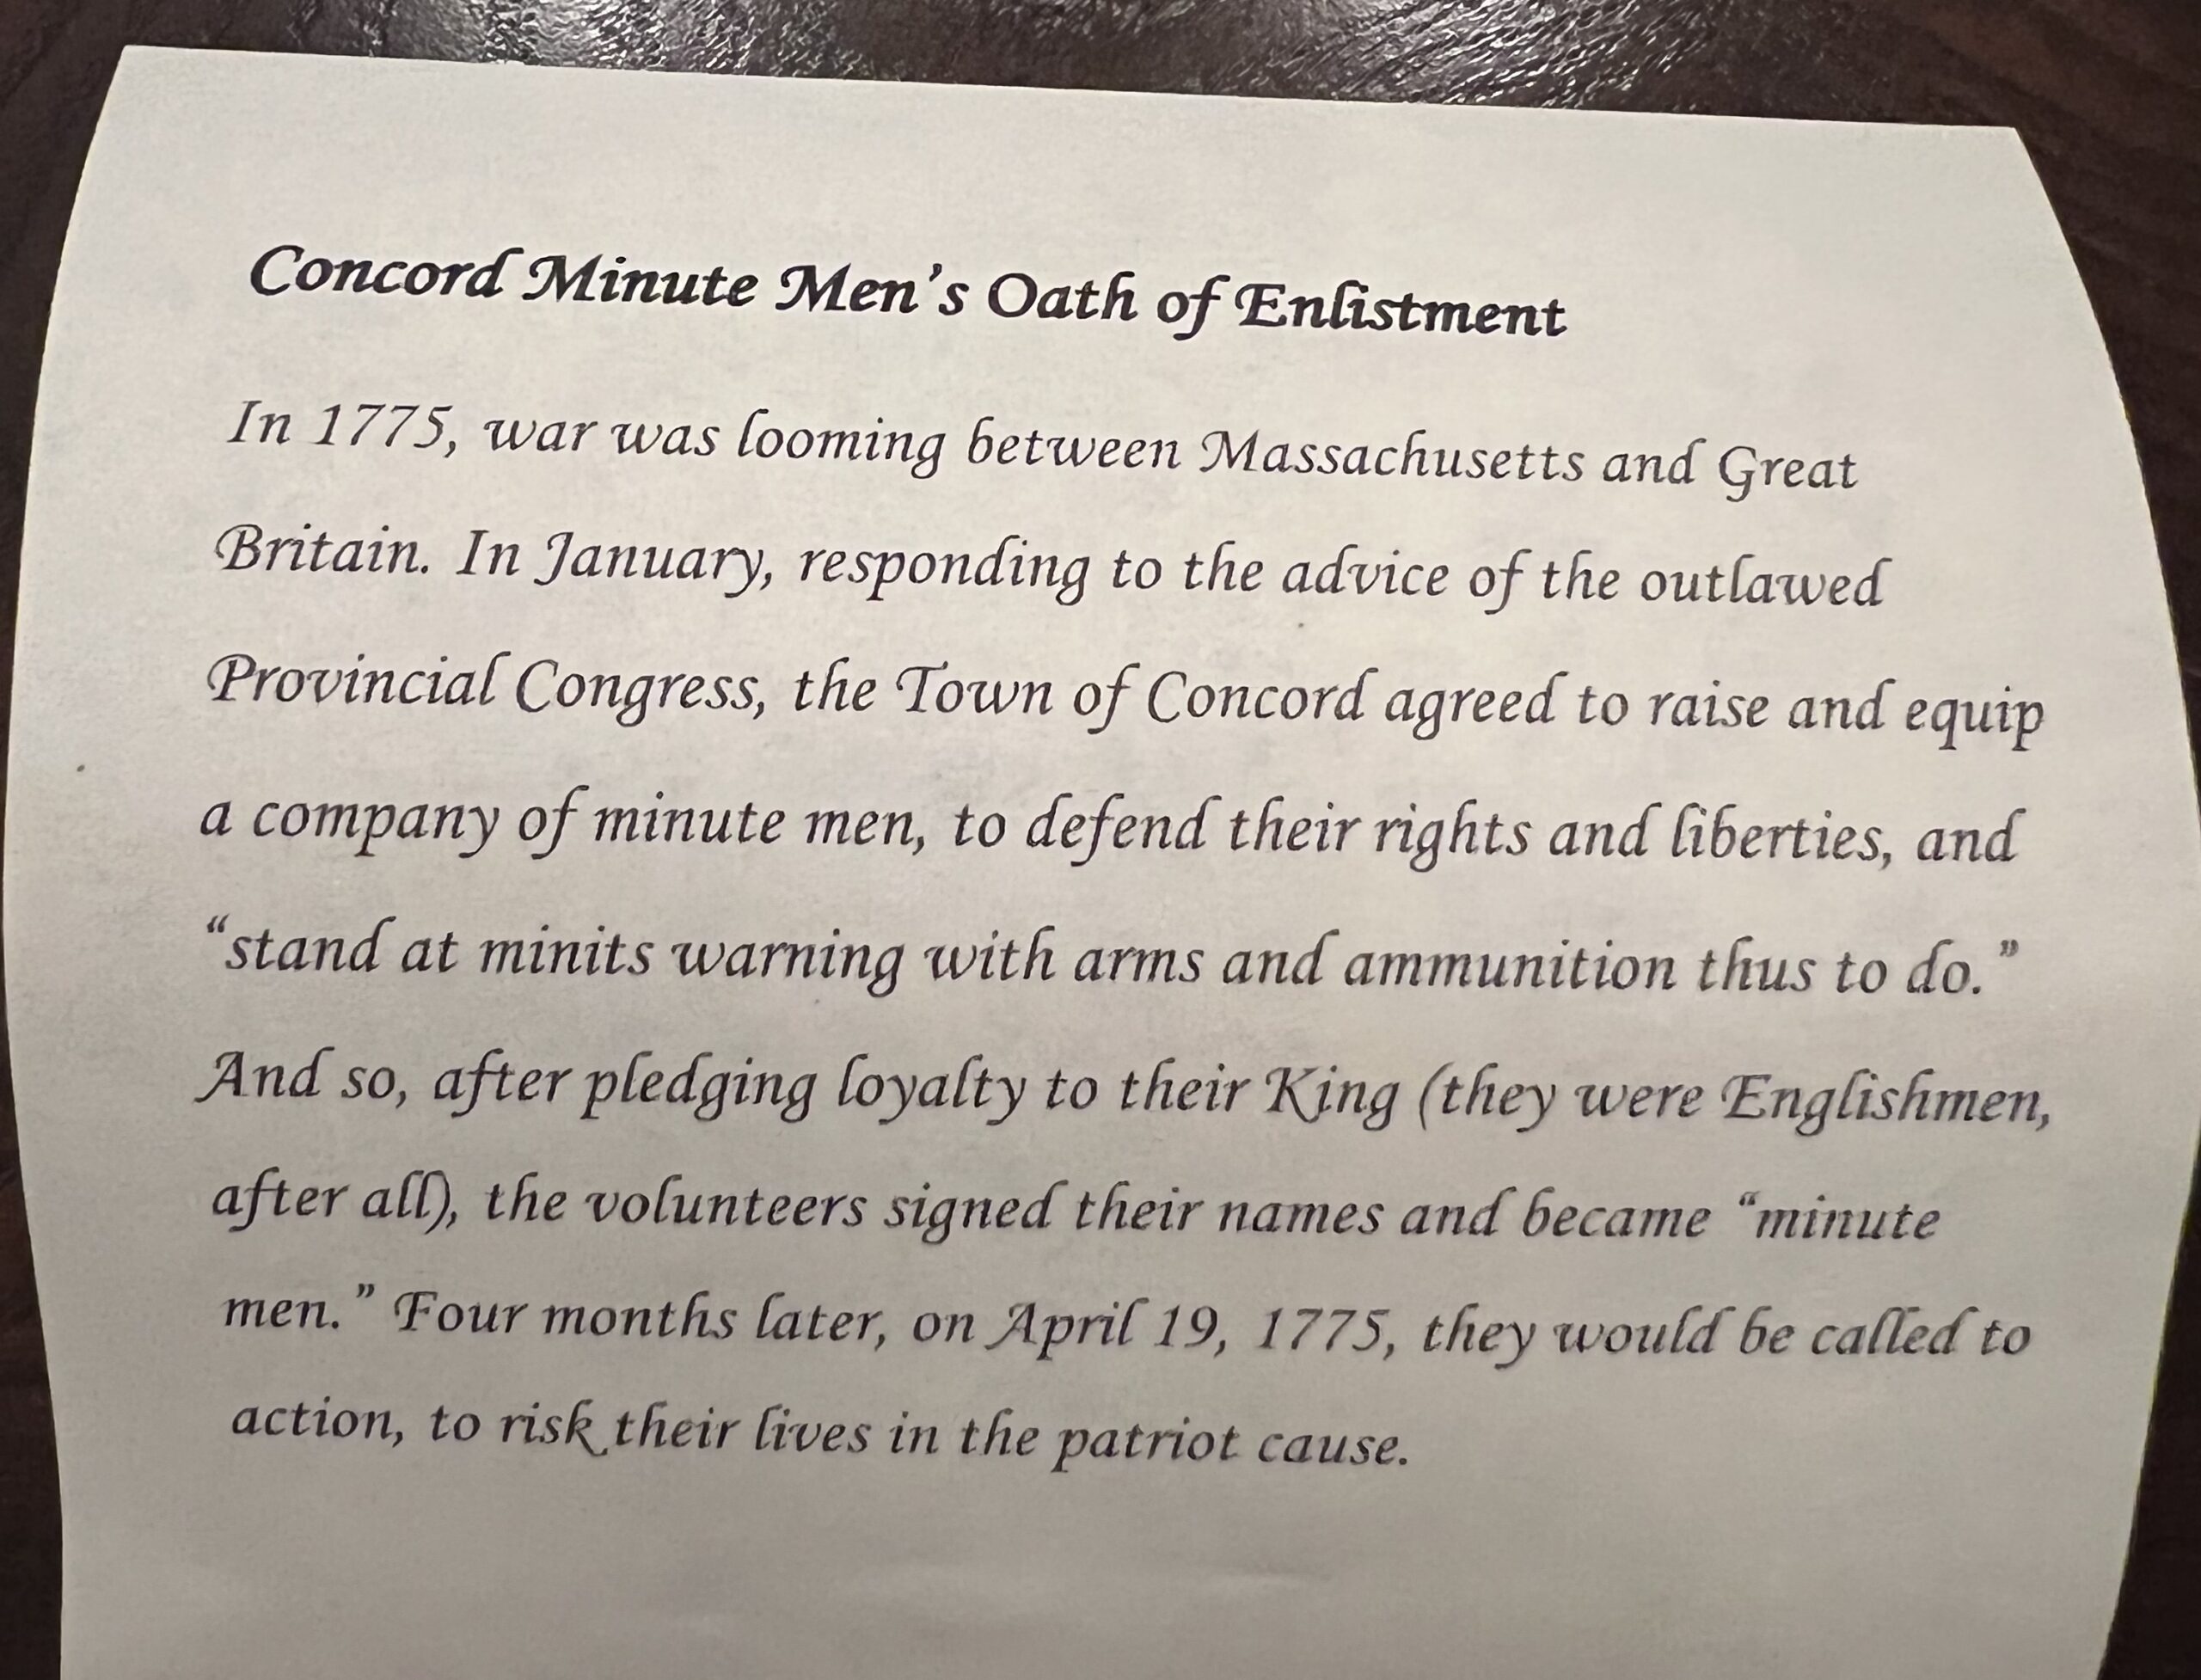 Concord Minute Men’s Oath of Enlistment
In 1775, war was looming between Massachusetts and Great
Britain. In January, responding to the advice of the outlawed
Provincial Congress, the Town of Concord agreed to raise and equip
a company of minute men, to defend their rights and liberties, and
“stand at minits warning with arms and ammunition thus to do.”
And so, after pledging loyalty to their King (they were Englishmen,
after all), the volunteers signed their names and became “minute
men.” Four months later, on April 19, 1775, they would be called to
action, to risk their lives in the patriot cause.